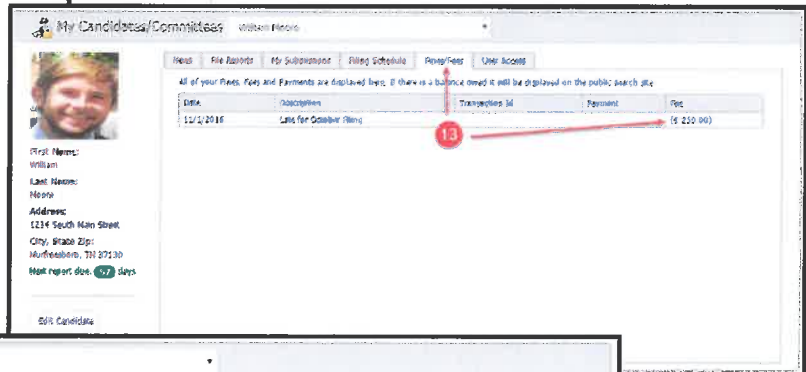 My Candidates/Committees William Moore
News File Reports My Submissions Filing Schedule Fines/Fees User Access
All of your Fines, Fees and Payments are displayed here. If there is a balance owed it will be displayed on the public search site
Date Description Transaction Id Payment Fee
11/1/2016 Late for October Filing ($ 250.00)
13
First Name:
William
Last Name:
Moore
Address:
1234 South Main Street
City, State Zip:
Murfreesboro, TN 37130
Next report due: 57 days
Edit Candidate